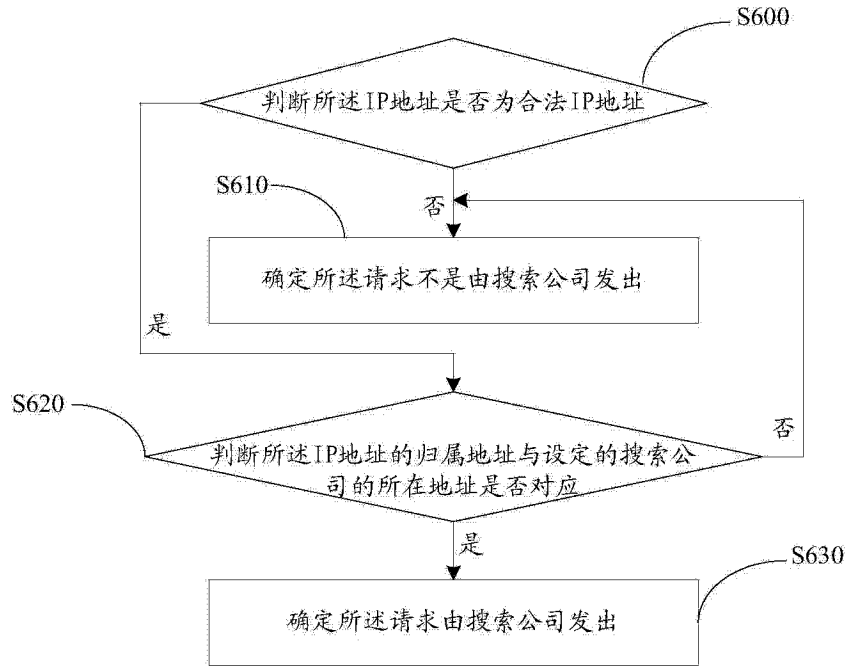 S600
判断所述IP地址是否为合法IP地址
S610
否
确定所述请求不是由搜索公司发出
是
S620
否
判断所述IP地址的归属地址与设定的搜索公
司的所在地址是否对应
是
S630
确定所述请求由搜索公司发出